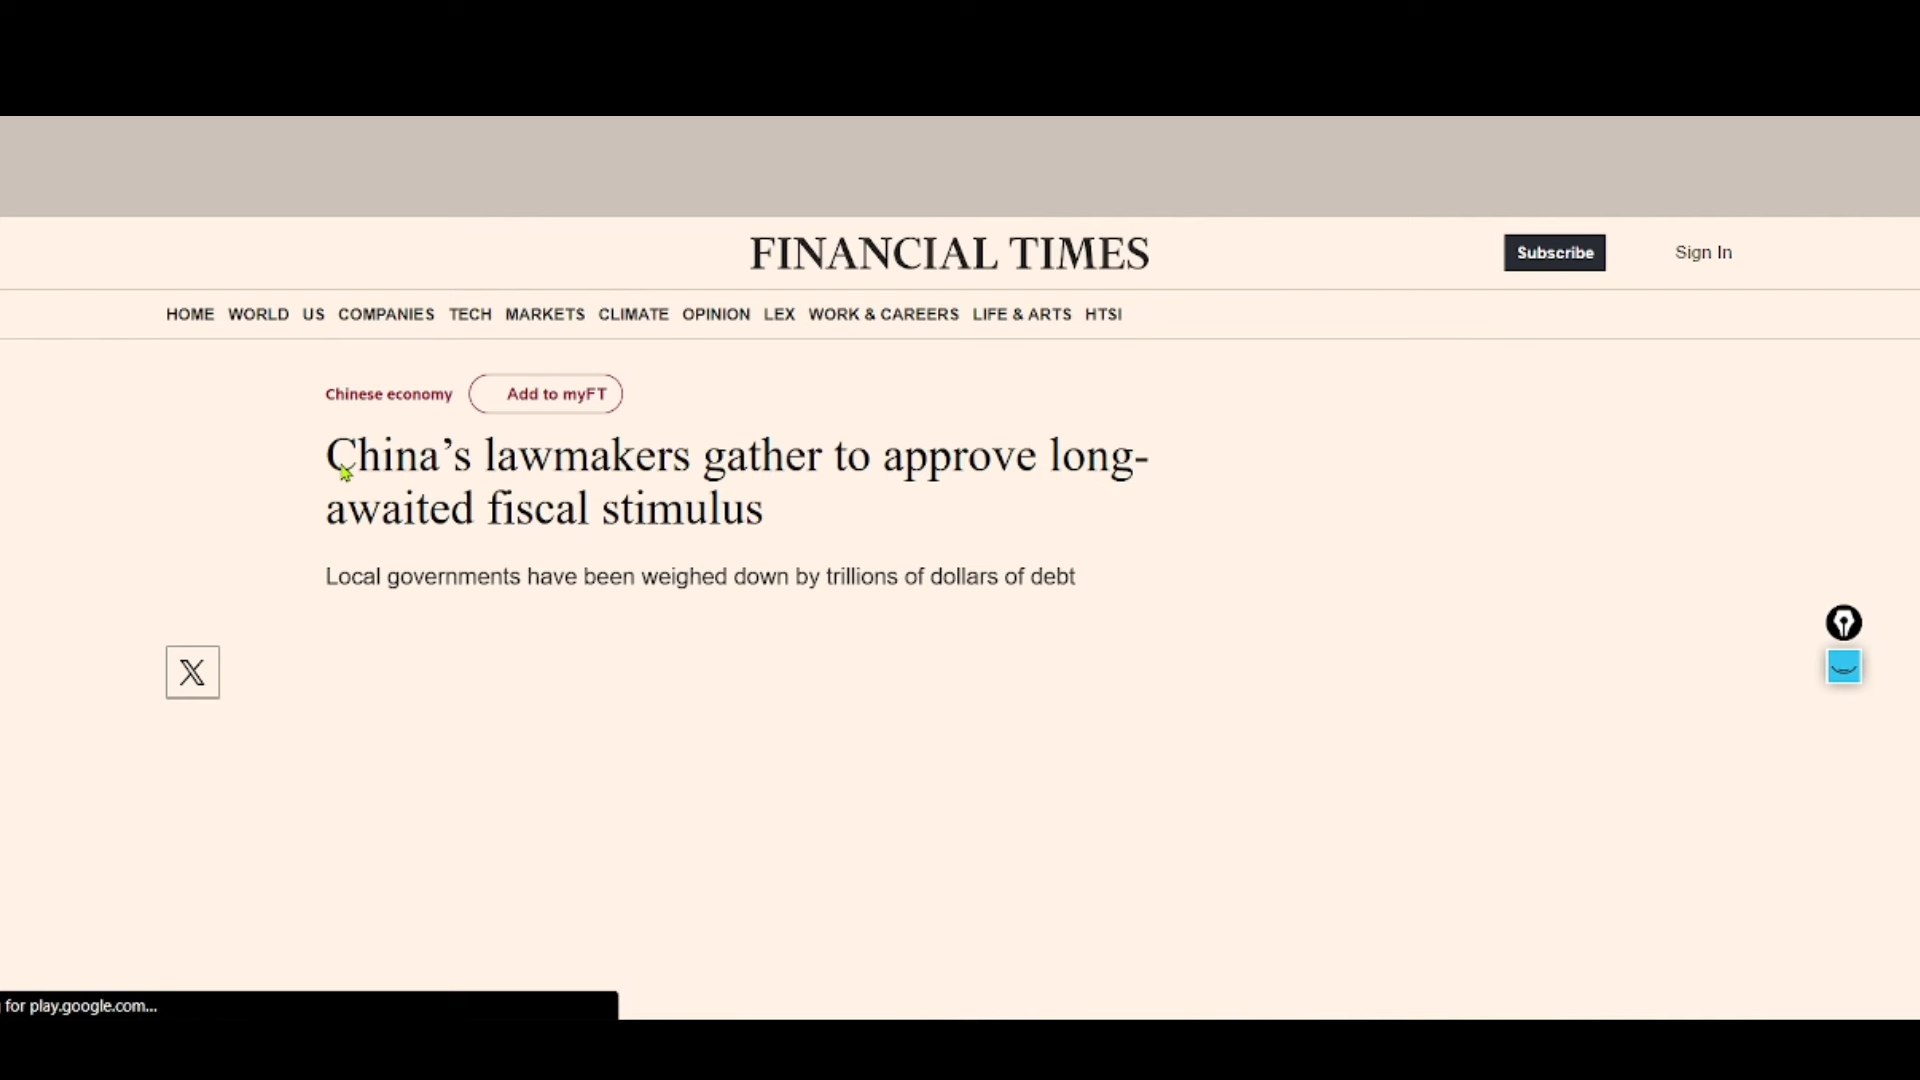 FINANCIAL TIMES
Subscribe
Sign In
HOME WORLD US COMPANIES TECH MARKETS CLIMATE OPINION LEX WORK & CAREERS LIFE & ARTS HTSI
Chinese economy
Add to myFT
China’s lawmakers gather to approve long-
awaited fiscal stimulus
Local governments have been weighed down by trillions of dollars of debt
X
for play.google.com...